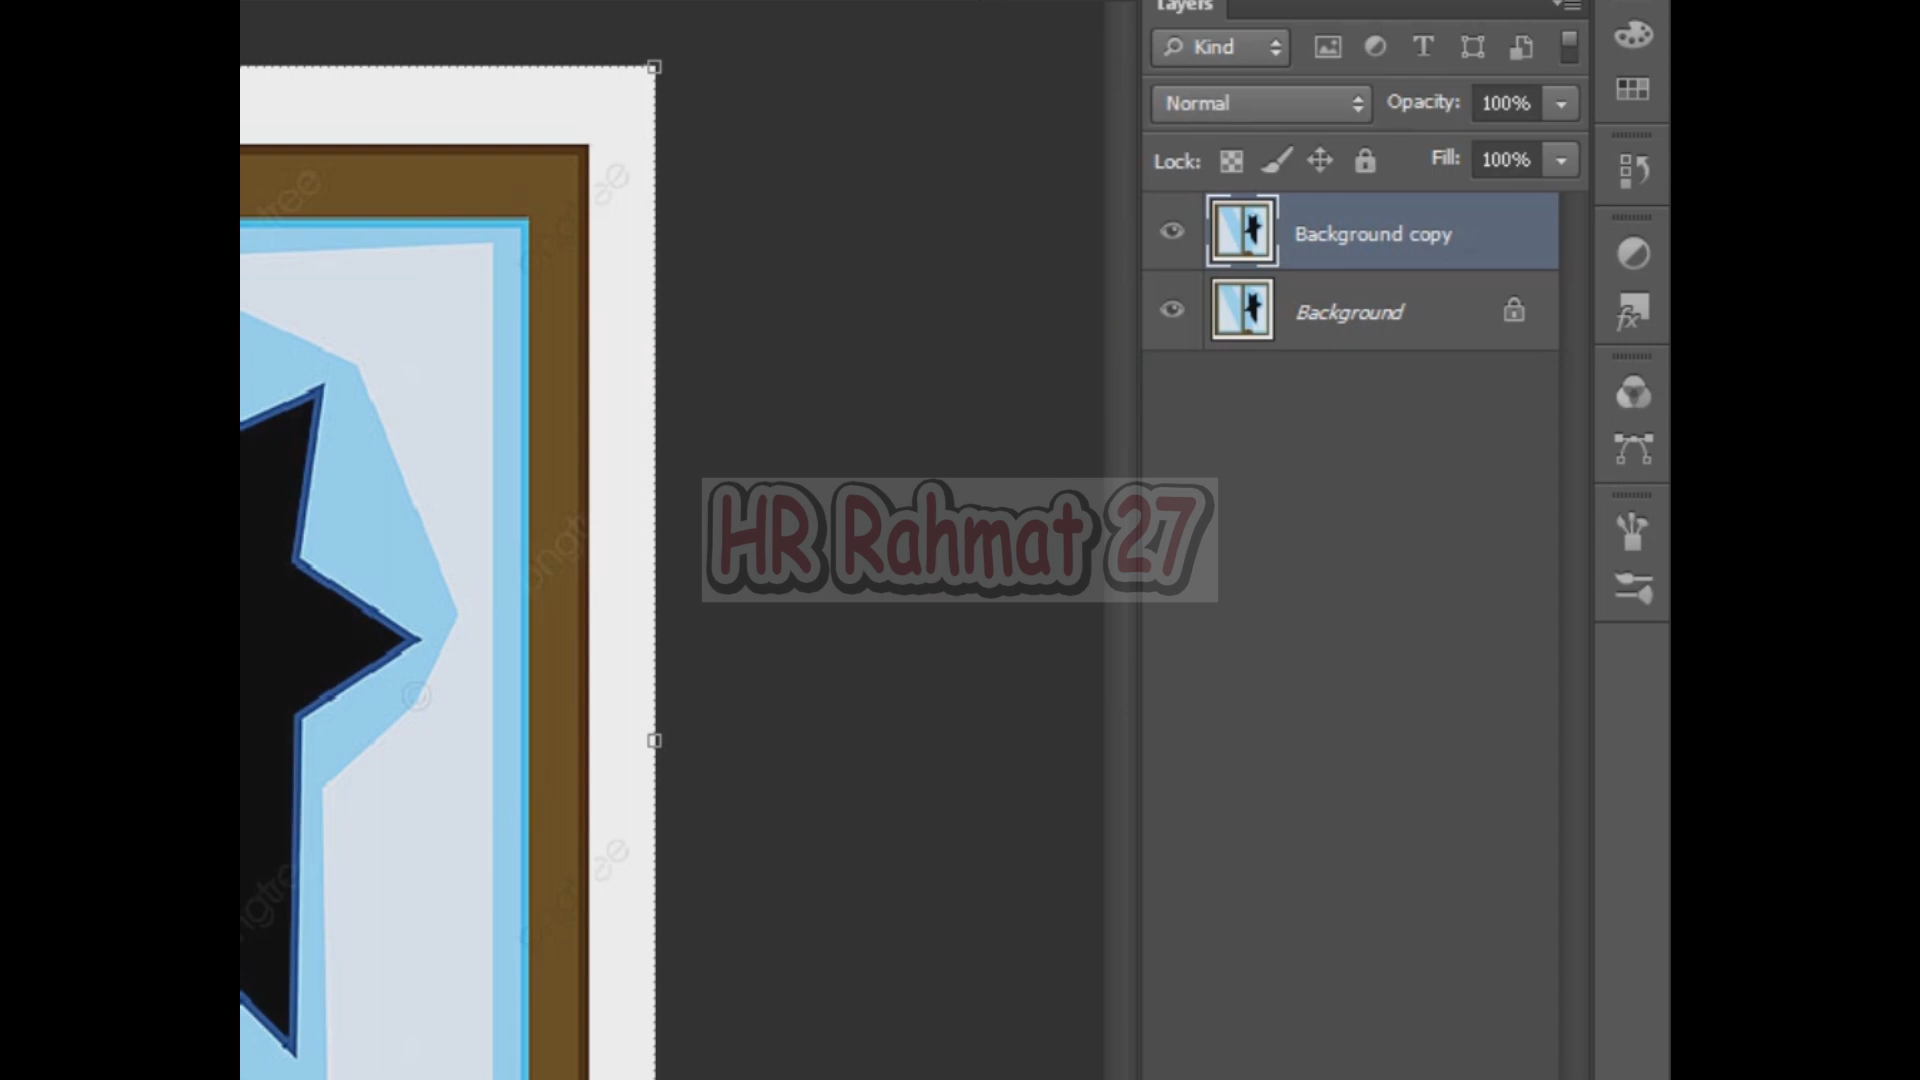 Layers
Kind
Normal
Opacity: 100%
Lock:
Fill: 100%
Background copy
Background
HR Rahmat 27